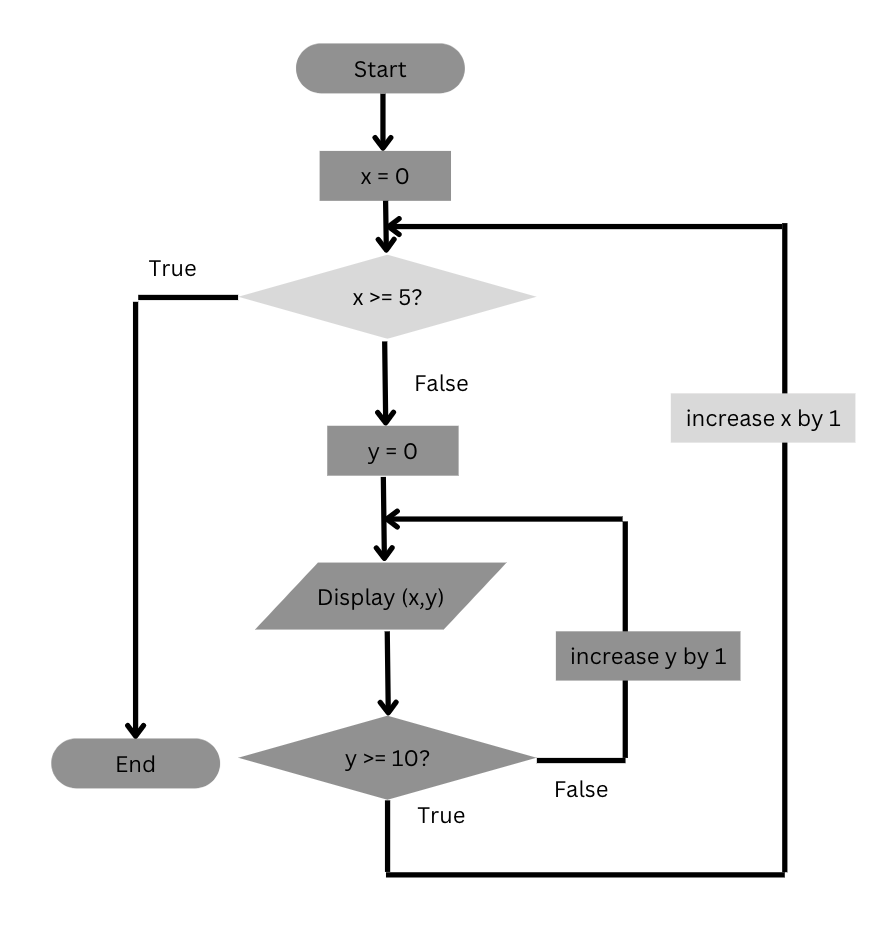 Start
x = 0
True
x >= 5?
False
increase x by 1
y = 0
Display (x,y)
increase y by 1
y >= 10?
End
False
True